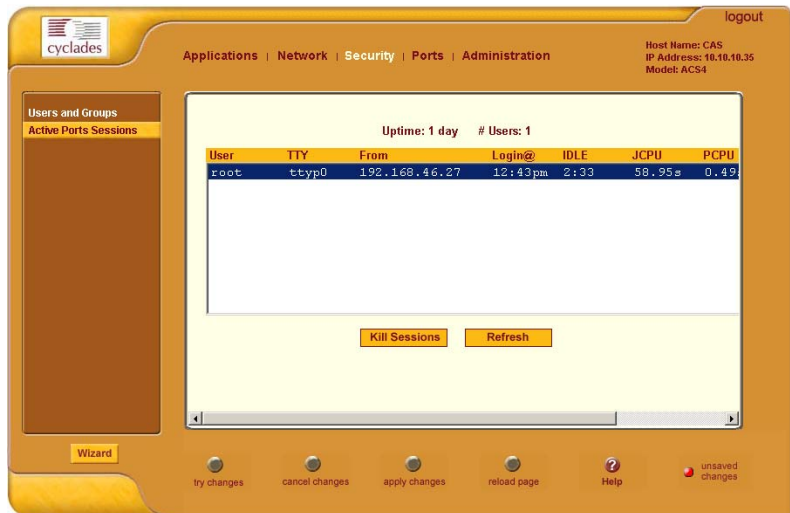 logout
cyclades
Applications | Network | Security | Ports | Administration
Host Name: CAS
IP Address: 10.10.10.35
Model: ACS4
Users and Groups
Active Ports Sessions
Uptime: 1 day # Users: 1
User TTY From Login@ IDLE JCPU PCPU
root ttyp0 192.168.46.27 12:43pm 2:33 58.95s 0.49
Kill Sessions Refresh
Wizard
try changes cancel changes apply changes reload page Help unsaved changes